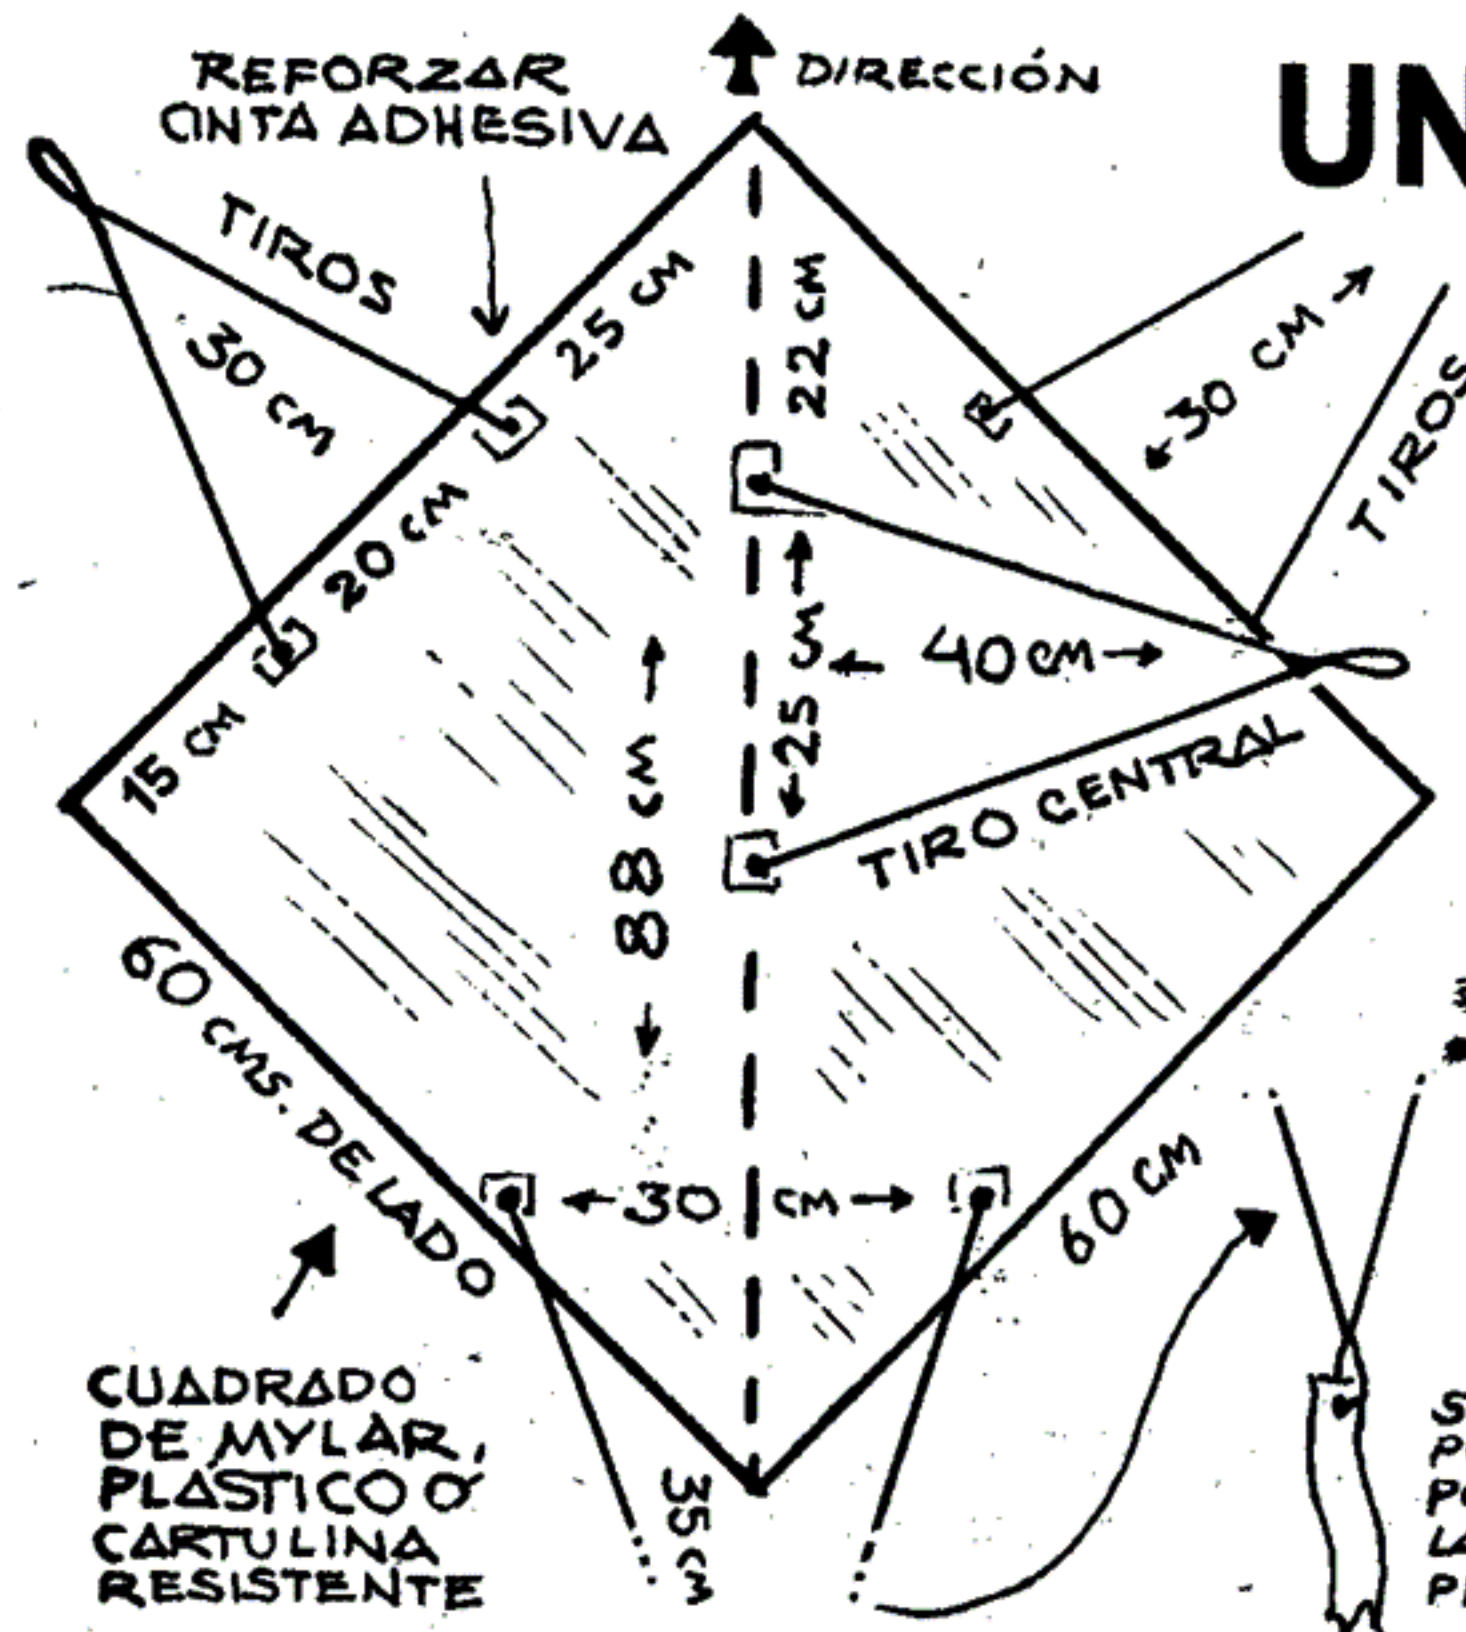 REFORZAR
CINTA ADHESIVA
DIRECCIÓN
UN
TIROS
30 CM
25 CM
22 CM
30 CM
TIROS
20 CM
15 CM
25 CM
40 CM
TIRO CENTRAL
88 CM
60 CMS. DE LADO
30 CM
60 CM
35 CM
CUADRADO
DE MYLAR,
PLÁSTICO O
CARTULINA
RESISTENTE